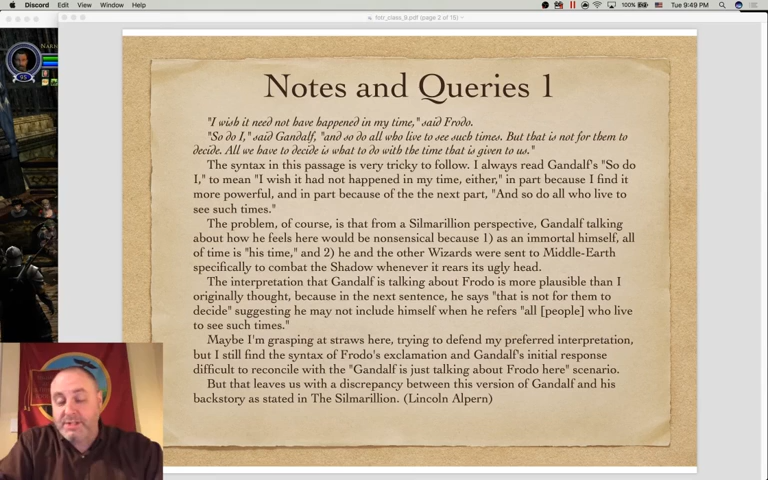 Discord Edit View Window Help
100% Tue 9:49 PM
fotr_class_9.pdf (page 2 of 15)
95
Notes and Queries 1
"I wish it need not have happened in my time," said Frodo.
"So do I," said Gandalf, "and so do all who live to see such times. But that is not for them to
decide. All we have to decide is what to do with the time that is given to us."
The syntax in this passage is very tricky to follow. I always read Gandalf's "So do
I," to mean "I wish it had not happened in my time, either," in part because I find it
more powerful, and in part because of the the next part, "And so do all who live to
see such times."
The problem, of course, is that from a Silmarillion perspective, Gandalf talking
about how he feels here would be nonsensical because 1) as an immortal himself, all
of time is "his time," and 2) he and the other Wizards were sent to Middle-Earth
specifically to combat the Shadow whenever it rears its ugly head.
The interpretation that Gandalf is talking about Frodo is more plausible than I
originally thought, because in the next sentence, he says "that is not for them to
decide" suggesting he may not include himself when he refers "all [people] who live
to see such times."
Maybe I'm grasping at straws here, trying to defend my preferred interpretation,
but I still find the syntax of Frodo's exclamation and Gandalf's initial response
difficult to reconcile with the "Gandalf is just talking about Frodo here" scenario.
But that leaves us with a discrepancy between this version of Gandalf and his
backstory as stated in The Silmarillion. (Lincoln Alpern)